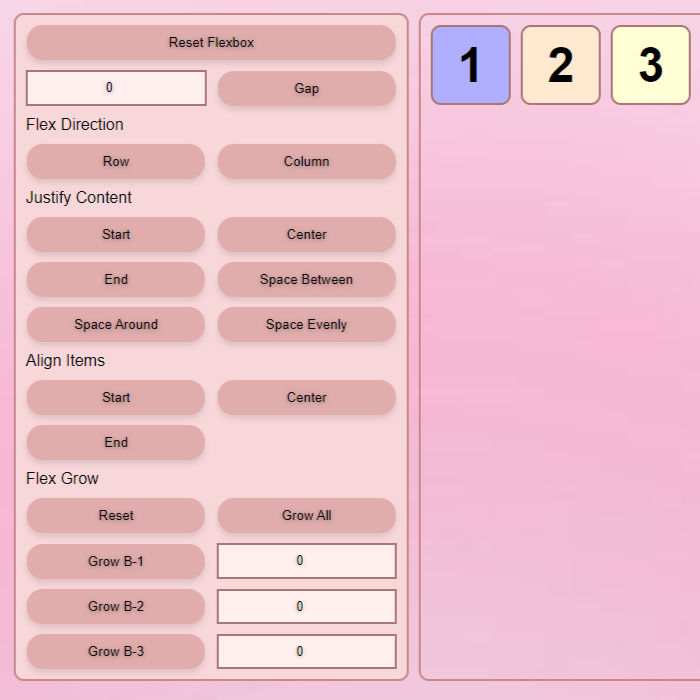 Reset Flexbox
0 Gap
Flex Direction
Row Column
Justify Content
Start Center
End Space Between
Space Around Space Evenly
Align Items
Start Center
End
Flex Grow
Reset Grow All
Grow B-1 0
Grow B-2 0
Grow B-3 0
1 2 3